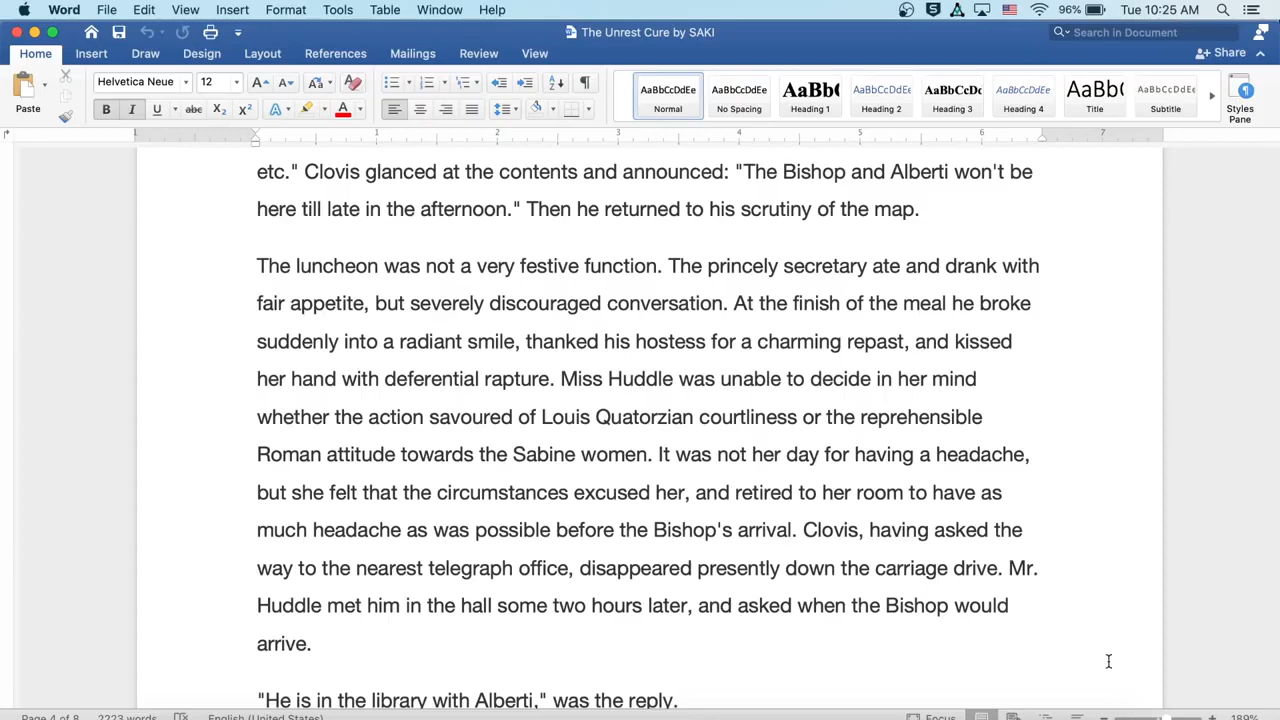 Word File Edit View Insert Format Tools Table Window Help 96% Tue 10:25 AM
The Unrest Cure by SAKI Search in Document
Home Insert Draw Design Layout References Mailings Review View Share
Paste Helvetica Neue 12 AaBbCcDdEe AaBbCcDdEe AaBb( AaBbCcDdE AaBbCcDc AaBbCcDdEe AaBb( AaBbCcDdEe
Normal No Spacing Heading 1 Heading 2 Heading 3 Heading 4 Title Subtitle Styles Pane
1 1 2 3 4 5 6 7
etc." Clovis glanced at the contents and announced: "The Bishop and Alberti won't be
here till late in the afternoon." Then he returned to his scrutiny of the map.
The luncheon was not a very festive function. The princely secretary ate and drank with
fair appetite, but severely discouraged conversation. At the finish of the meal he broke
suddenly into a radiant smile, thanked his hostess for a charming repast, and kissed
her hand with deferential rapture. Miss Huddle was unable to decide in her mind
whether the action savoured of Louis Quatorzian courtliness or the reprehensible
Roman attitude towards the Sabine women. It was not her day for having a headache,
but she felt that the circumstances excused her, and retired to her room to have as
much headache as was possible before the Bishop's arrival. Clovis, having asked the
way to the nearest telegraph office, disappeared presently down the carriage drive. Mr.
Huddle met him in the hall some two hours later, and asked when the Bishop would
arrive.
"He is in the library with Alberti," was the reply.
Page 4 of 8 2223 words English (United States) Focus 189%